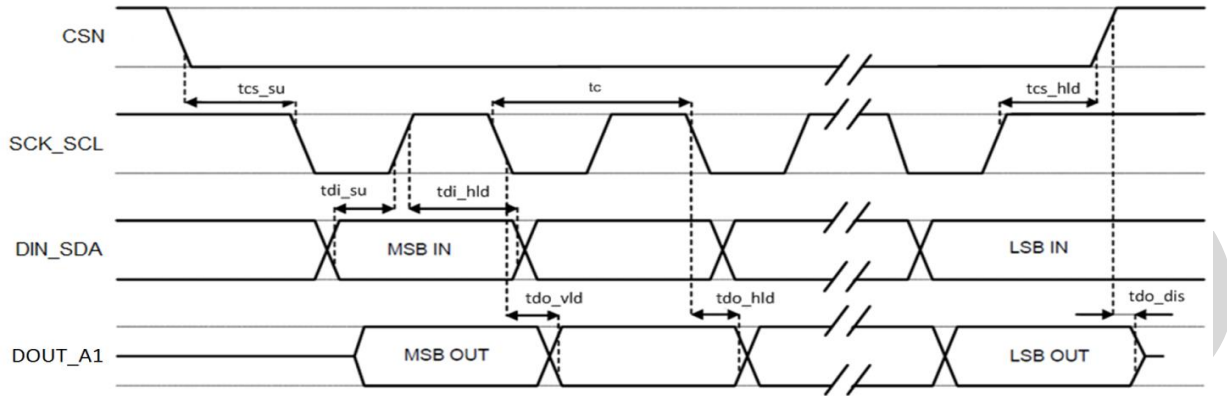 CSN
tcs_su
tc
tcs_hld
SCK_SCL
tdi_su
tdi_hld
DIN_SDA
MSB IN
LSB IN
tdo_vld
tdo_hld
tdo_dis
DOUT_A1
MSB OUT
LSB OUT